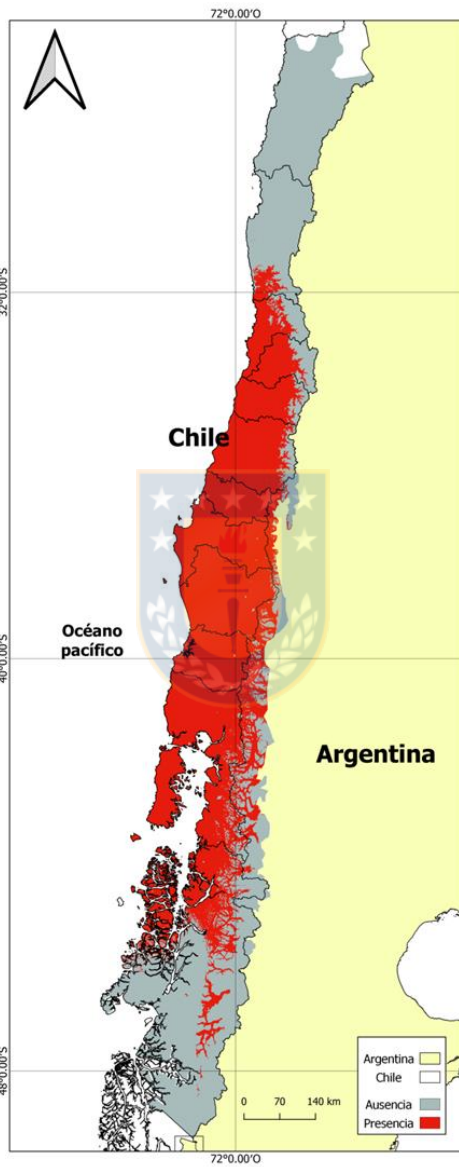 72°0.00'O
32°0.00'S
Chile
Océano
pacífico
40°0.00'S
Argentina
48°0.00'S
Argentina
Chile
Ausencia
Presencia
0 70 140 km
72°0.00'O